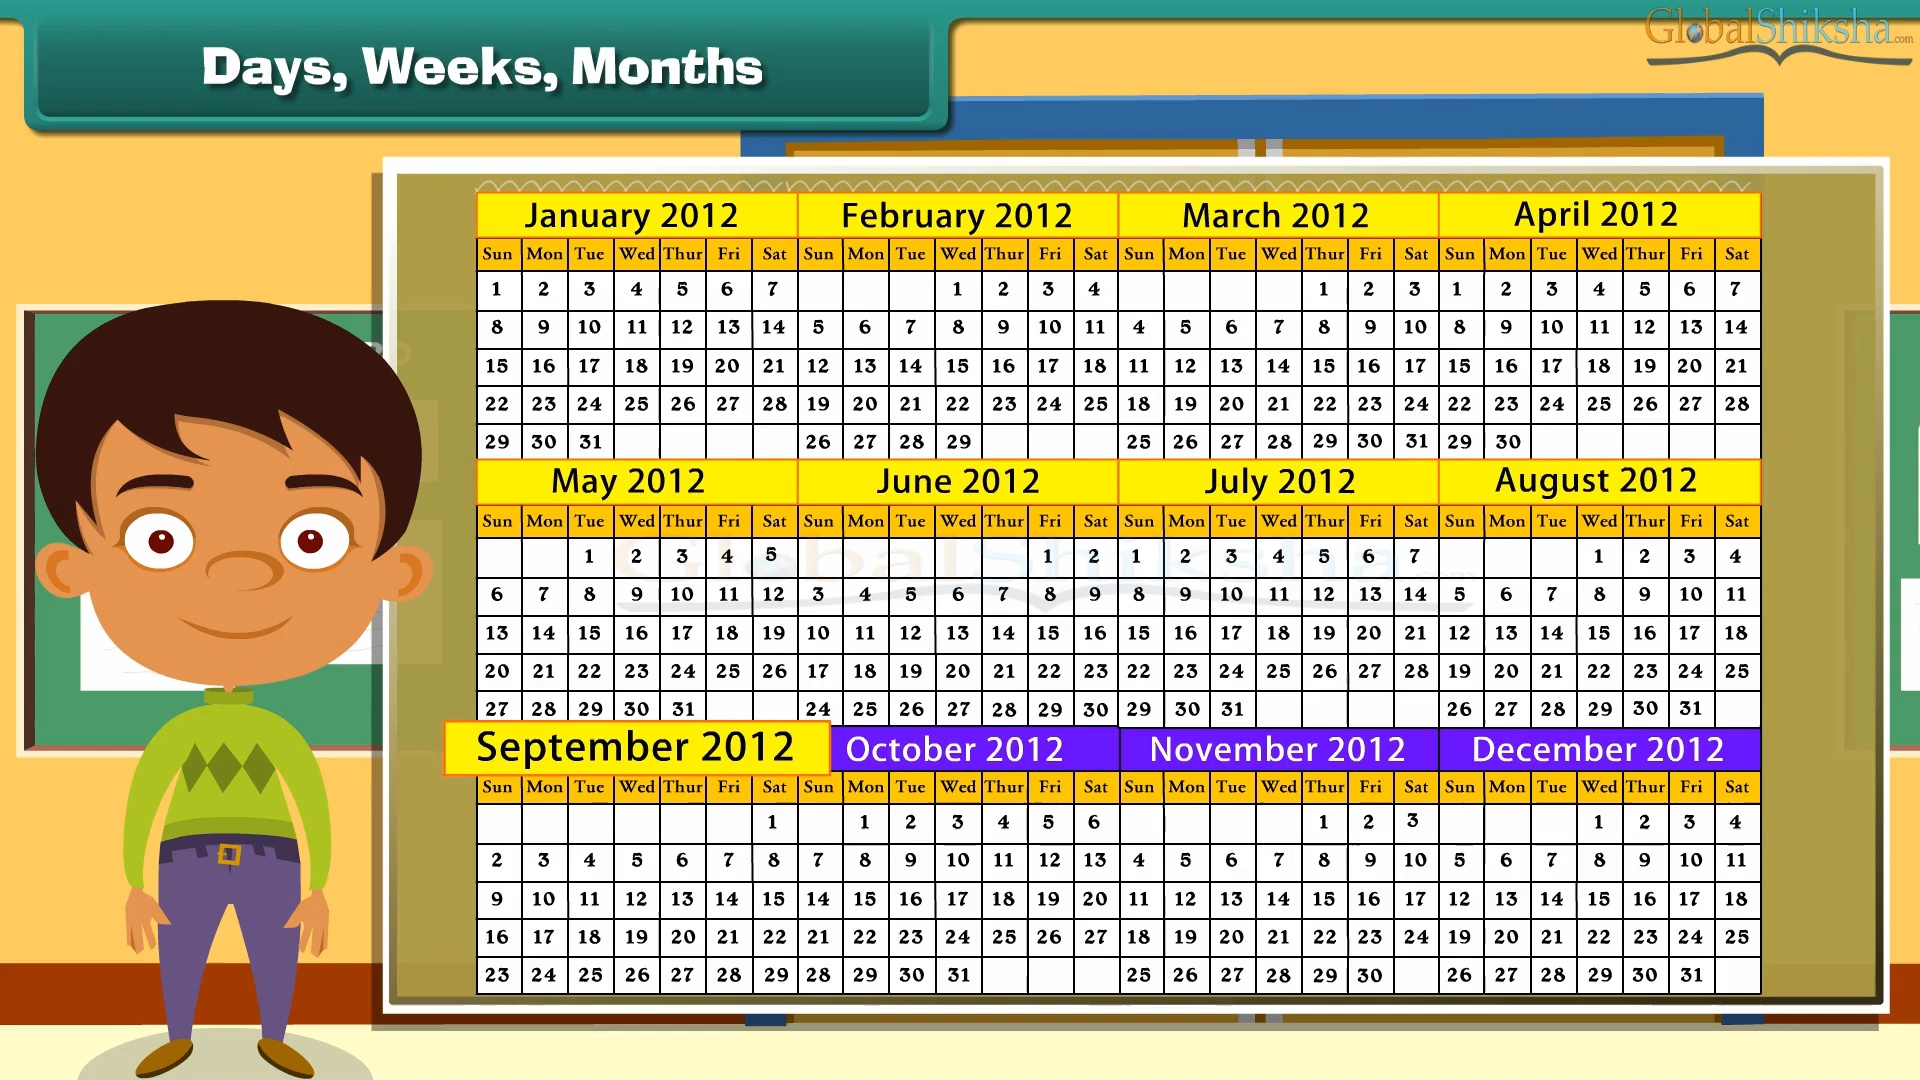 GlobalShiksha.com
Days, Weeks, Months
January 2012 February 2012 March 2012 April 2012
Sun Mon Tue Wed Thur Fri Sat Sun Mon Tue Wed Thur Fri Sat Sun Mon Tue Wed Thur Fri Sat Sun Mon Tue Wed Thur Fri Sat
1 2 3 4 5 6 7 1 2 3 4 1 2 3 1 2 3 4 5 6 7
8 9 10 11 12 13 14 5 6 7 8 9 10 11 4 5 6 7 8 9 10 8 9 10 11 12 13 14
15 16 17 18 19 20 21 12 13 14 15 16 17 18 11 12 13 14 15 16 17 15 16 17 18 19 20 21
22 23 24 25 26 27 28 19 20 21 22 23 24 25 18 19 20 21 22 23 24 22 23 24 25 26 27 28
29 30 31 26 27 28 29 25 26 27 28 29 30 31 29 30
May 2012 June 2012 July 2012 August 2012
Sun Mon Tue Wed Thur Fri Sat Sun Mon Tue Wed Thur Fri Sat Sun Mon Tue Wed Thur Fri Sat Sun Mon Tue Wed Thur Fri Sat
1 2 3 4 5 1 2 1 2 3 4 5 6 7 1 2 3 4
6 7 8 9 10 11 12 3 4 5 6 7 8 9 8 9 10 11 12 13 14 5 6 7 8 9 10 11
13 14 15 16 17 18 19 10 11 12 13 14 15 16 15 16 17 18 19 20 21 12 13 14 15 16 17 18
20 21 22 23 24 25 26 17 18 19 20 21 22 23 22 23 24 25 26 27 28 19 20 21 22 23 24 25
27 28 29 30 31 24 25 26 27 28 29 30 29 30 31 26 27 28 29 30 31
September 2012 October 2012 November 2012 December 2012
Sun Mon Tue Wed Thur Fri Sat Sun Mon Tue Wed Thur Fri Sat Sun Mon Tue Wed Thur Fri Sat Sun Mon Tue Wed Thur Fri Sat
1 1 2 3 4 5 6 1 2 3 1 2 3 4
2 3 4 5 6 7 8 7 8 9 10 11 12 13 4 5 6 7 8 9 10 5 6 7 8 9 10 11
9 10 11 12 13 14 15 14 15 16 17 18 19 20 11 12 13 14 15 16 17 12 13 14 15 16 17 18
16 17 18 19 20 21 22 21 22 23 24 25 26 27 18 19 20 21 22 23 24 19 20 21 22 23 24 25
23 24 25 26 27 28 29 28 29 30 31 25 26 27 28 29 30 26 27 28 29 30 31
GlobalShiksha.com